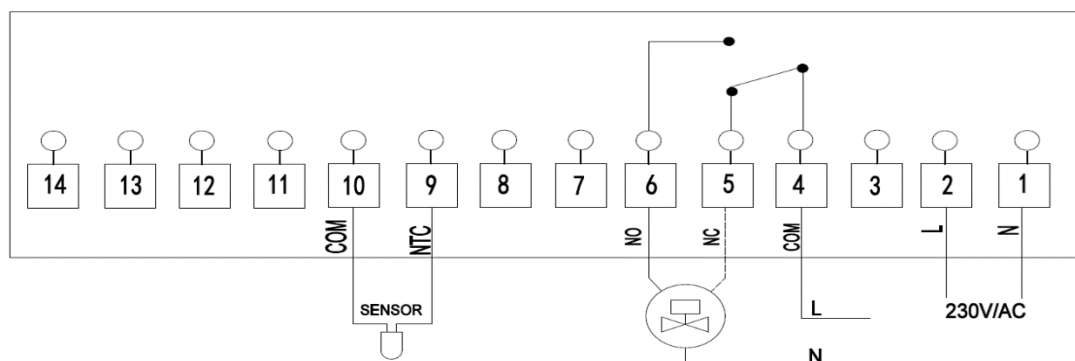 14 13 12 11 10 9 8 7 6 5 4 3 2 1
COM NTC NO NC COM L N
SENSOR L 230V/AC
N